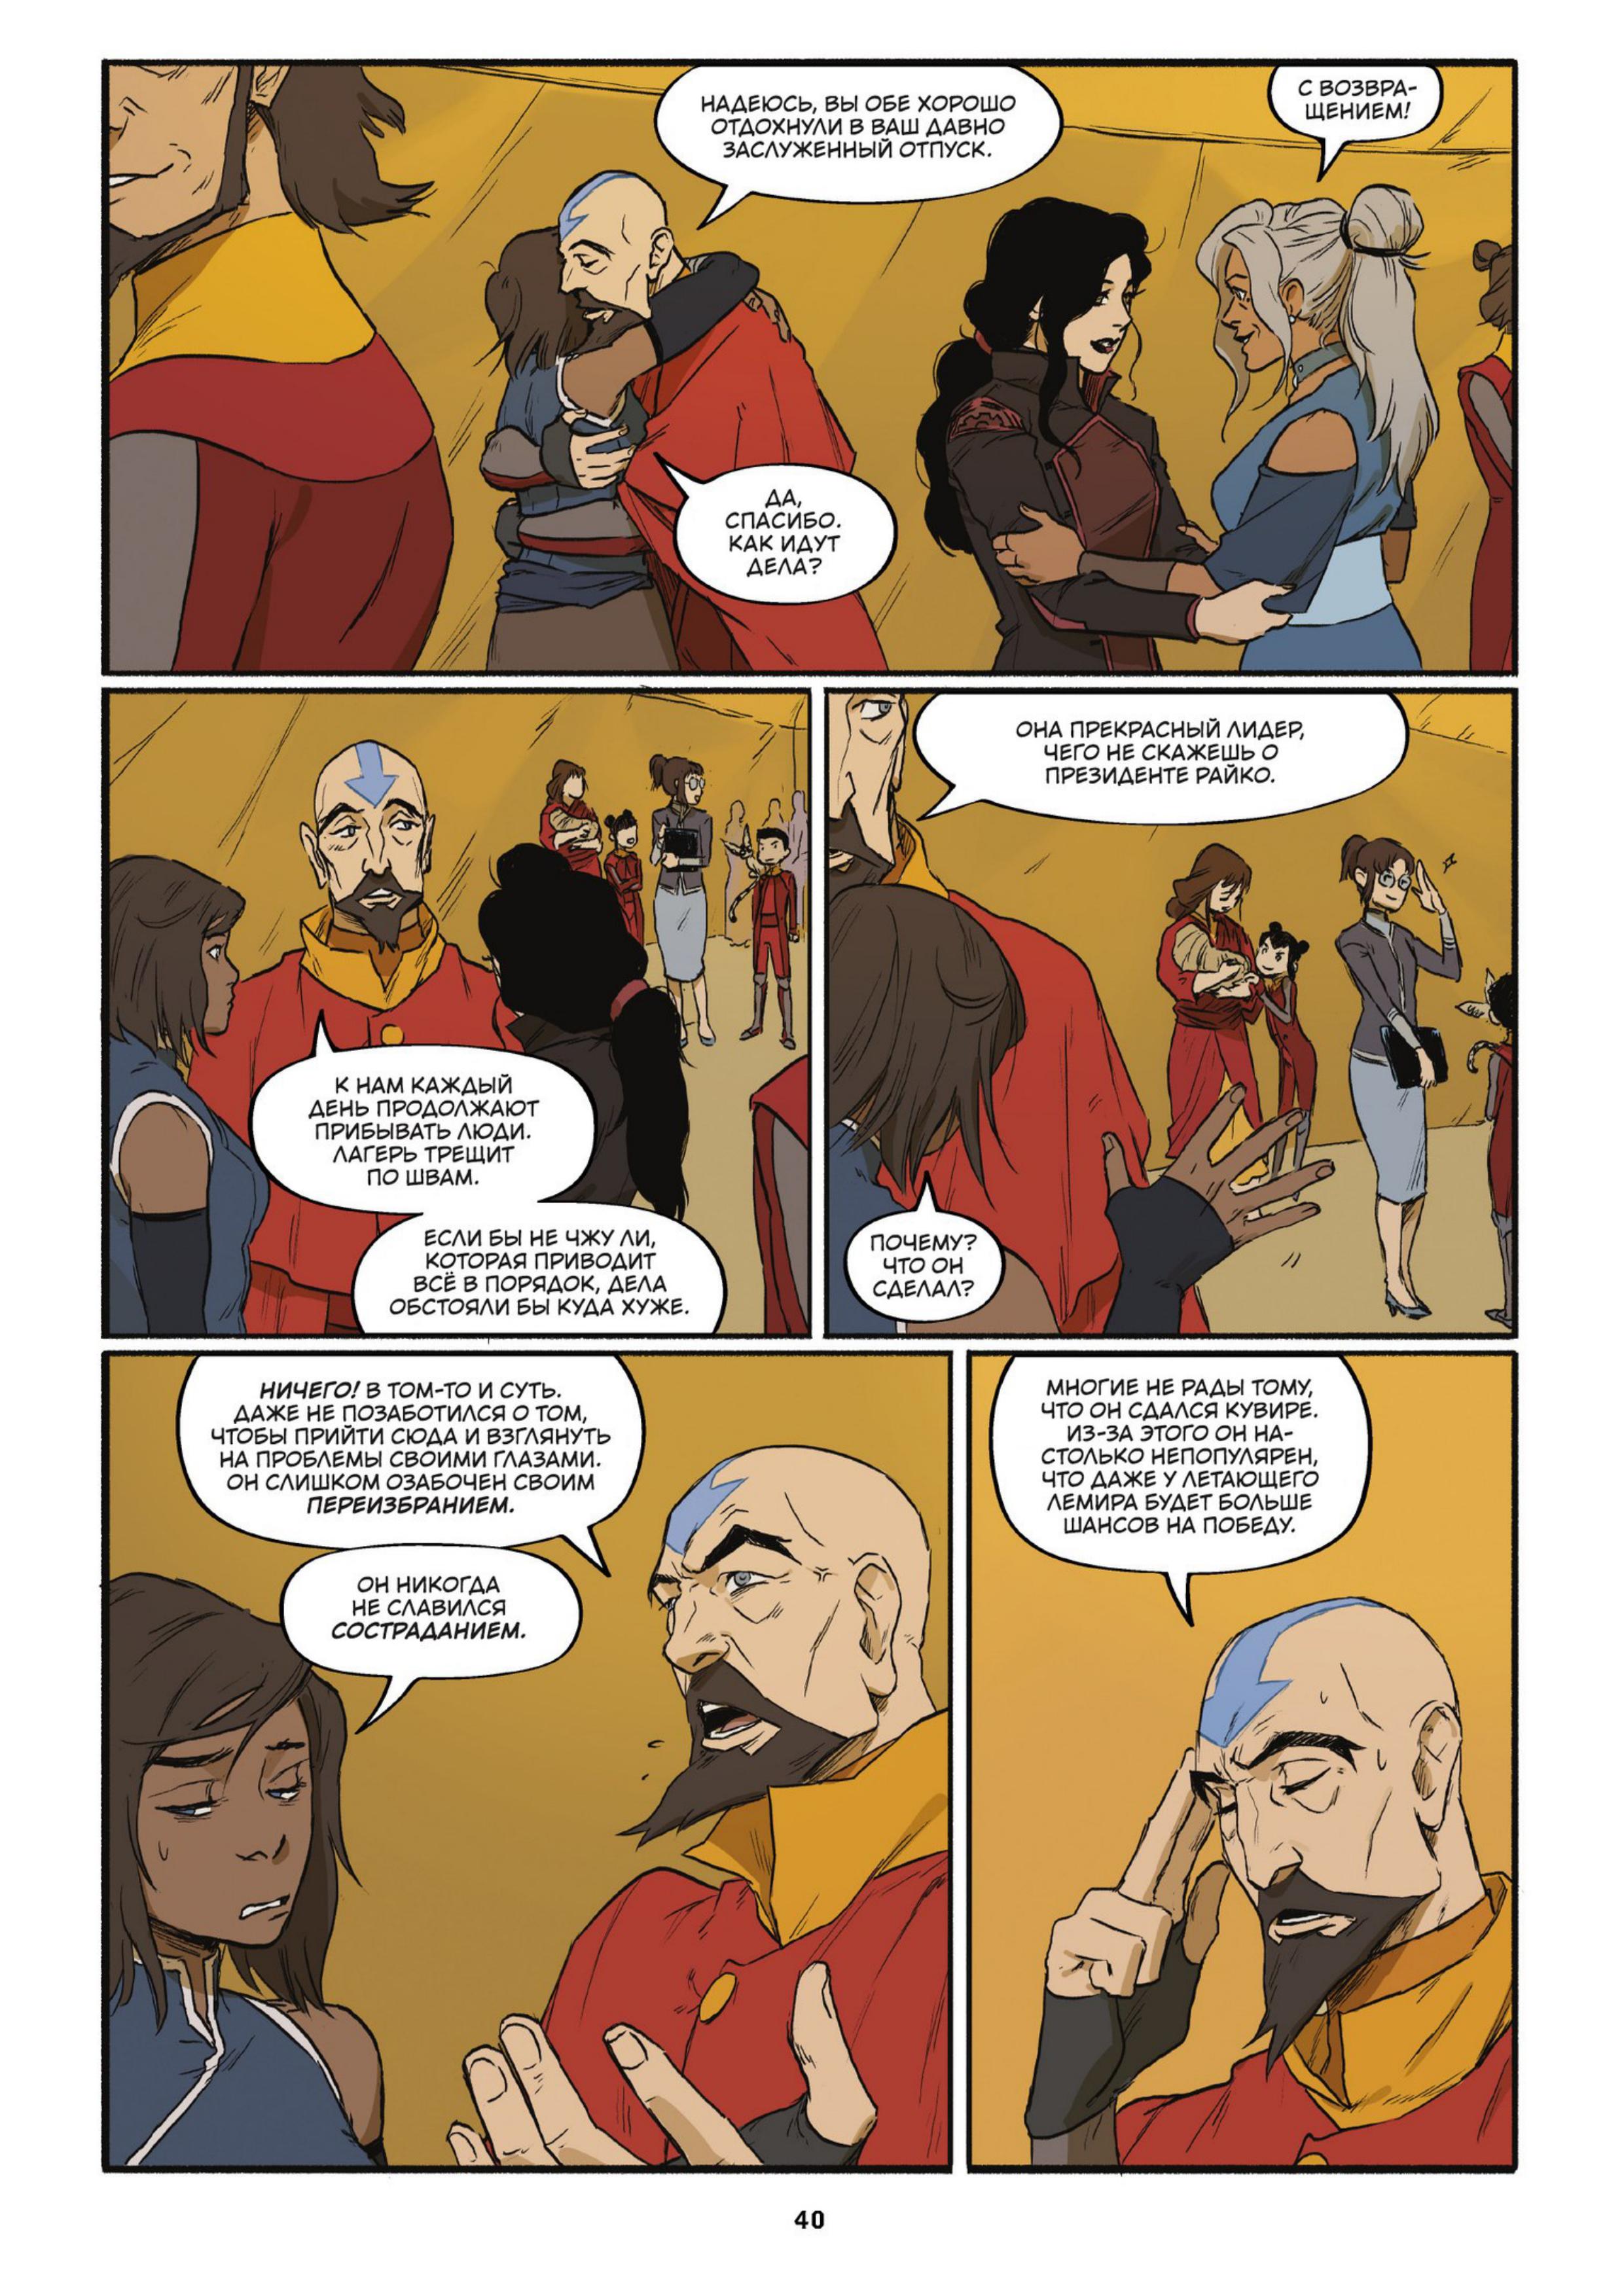 НАДЕЮСЬ, ВЫ ОБЕ ХОРОШО
ОТДОХНУЛИ В ВАШ ДАВНО
ЗАСЛУЖЕННЫЙ ОТПУСК.
С ВОЗВРА-
ЩЕНИЕМ!
ДА,
СПАСИБО.
КАК ИДУТ
ДЕЛА?
К НАМ КАЖДЫЙ
ДЕНЬ ПРОДОЛЖАЮТ
ПРИБЫВАТЬ ЛЮДИ.
ЛАГЕРЬ ТРЕЩИТ
ПО ШВАМ.
ЕСЛИ БЫ НЕ ЧЖУ ЛИ,
КОТОРАЯ ПРИВОДИТ
ВСЁ В ПОРЯДОК, ДЕЛА
ОБСТОЯЛИ БЫ КУДА ХУЖЕ.
ОНА ПРЕКРАСНЫЙ ЛИДЕР,
ЧЕГО НЕ СКАЖЕШЬ О
ПРЕЗИДЕНТЕ РАЙКО.
ПОЧЕМУ?
ЧТО ОН
СДЕЛАЛ?
НИЧЕГО! В ТОМ-ТО И СУТЬ.
ДАЖЕ НЕ ПОЗАБОТИЛСЯ О ТОМ,
ЧТОБЫ ПРИЙТИ СЮДА И ВЗГЛЯНУТЬ
НА ПРОБЛЕМЫ СВОИМИ ГЛАЗАМИ.
ОН СЛИШКОМ ОЗАБОЧЕН СВОИМ
ПЕРЕИЗБРАНИЕМ.
ОН НИКОГДА
НЕ СЛАВИЛСЯ
СОСТРАДАНИЕМ.
МНОГИЕ НЕ РАДЫ ТОМУ,
ЧТО ОН СДАЛСЯ КУВИРЕ.
ИЗ-ЗА ЭТОГО ОН НА-
СТОЛЬКО НЕПОПУЛЯРЕН,
ЧТО ДАЖЕ У ЛЕТАЮЩЕГО
ЛЕМИРА БУДЕТ БОЛЬШЕ
ШАНСОВ НА ПОБЕДУ.
40